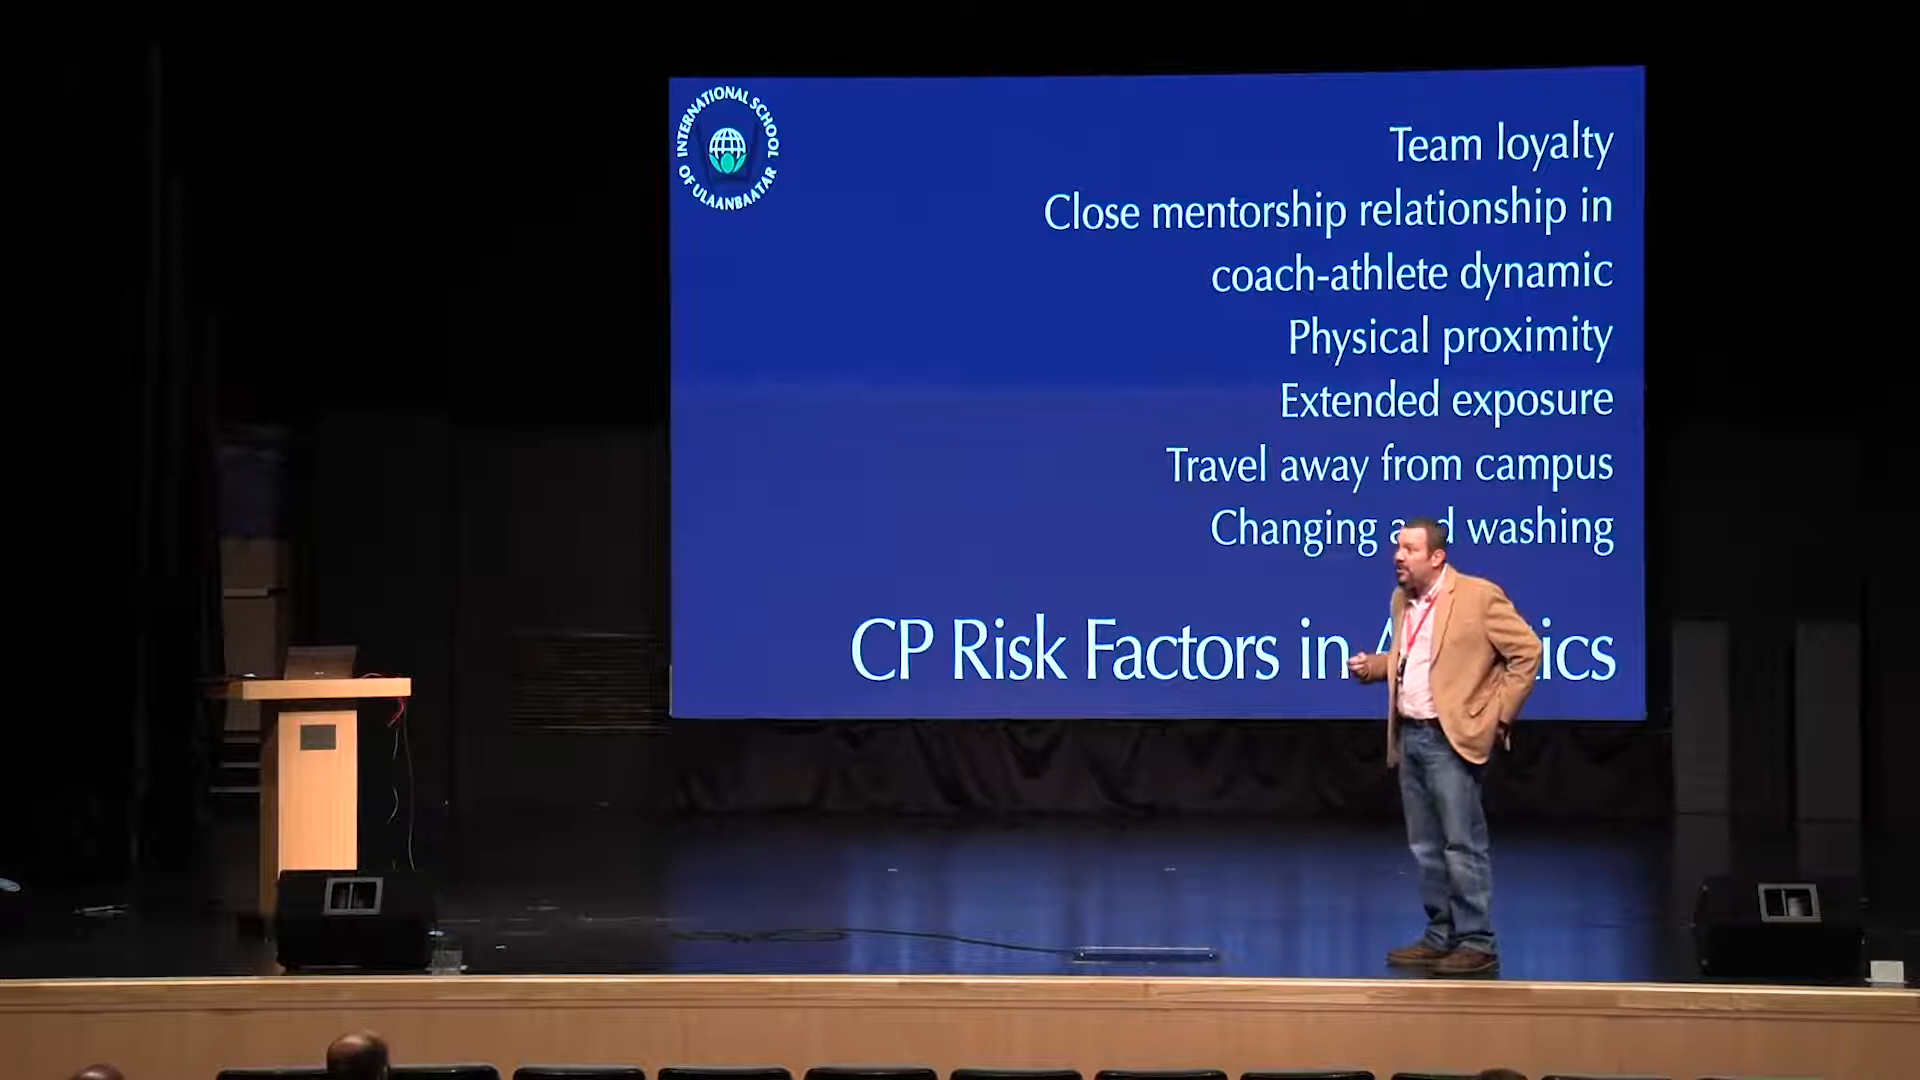 INTERNATIONAL SCHOOL
OF ULAANBAATAR
Team loyalty
Close mentorship relationship in
coach-athlete dynamic
Physical proximity
Extended exposure
Travel away from campus
Changing and washing
CP Risk Factors in